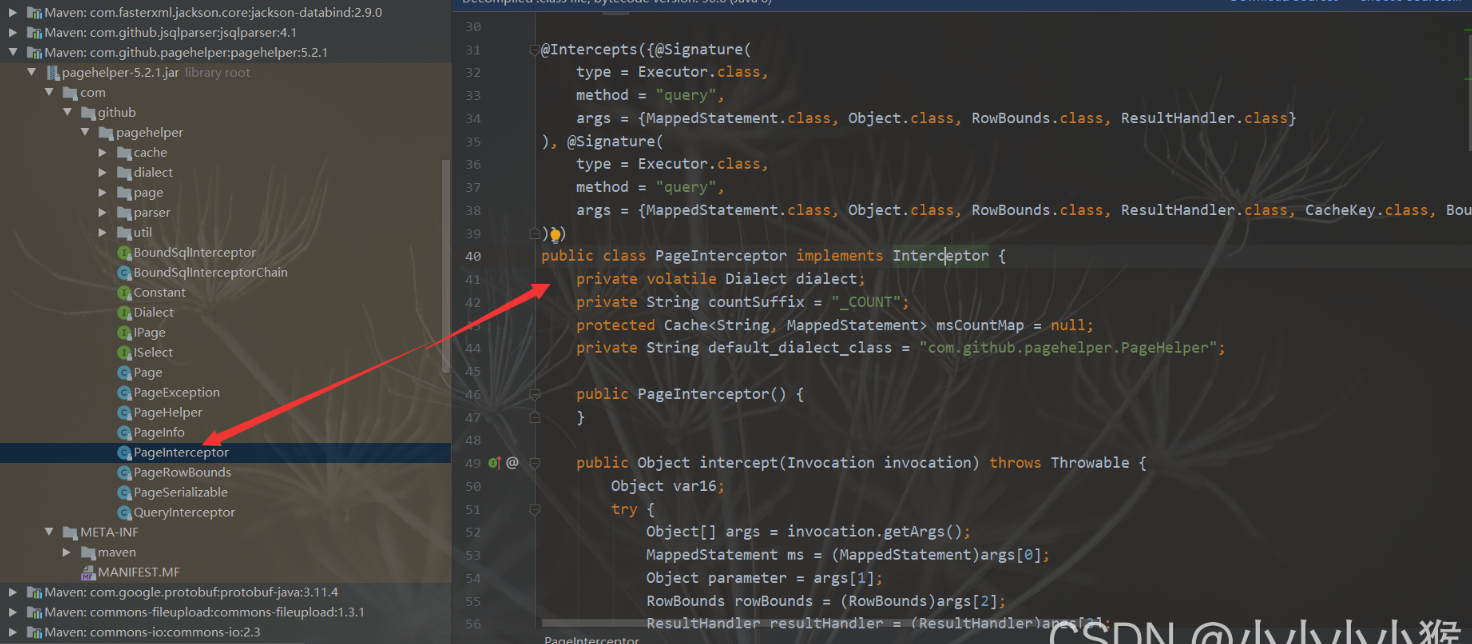 Maven: com.fasterxml.jackson.core:jackson-databind:2.9.0
Maven: com.github.jsqlparser:jsqlparser:4.1
Maven: com.github.pagehelper:pagehelper:5.2.1
pagehelper-5.2.1.jar library root
com
github
pagehelper
cache
dialect
page
parser
util
BoundSqlInterceptor
BoundSqlInterceptorChain
Constant
Dialect
IPage
ISelect
Page
PageException
PageHelper
PageInfo
PageInterceptor
PageRowBounds
PageSerializable
QueryInterceptor
META-INF
maven
MANIFEST.MF
Maven: com.google.protobuf:protobuf-java:3.11.4
Maven: commons-fileupload:commons-fileupload:1.3.1
Maven: commons-io:commons-io:2.3
30
31 @Intercepts({@Signature(
32 type = Executor.class,
33 method = "query",
34 args = {MappedStatement.class, Object.class, RowBounds.class, ResultHandler.class}
35 ), @Signature(
36 type = Executor.class,
37 method = "query",
38 args = {MappedStatement.class, Object.class, RowBounds.class, ResultHandler.class, CacheKey.class, Bou
39 )})
40 public class PageInterceptor implements Interceptor {
41 private volatile Dialect dialect;
42 private String countSuffix = "_COUNT";
43 protected Cache<String, MappedStatement> msCountMap = null;
44 private String default_dialect_class = "com.github.pagehelper.PageHelper";
45
46 public PageInterceptor() {
47 }
48
49 @ public Object intercept(Invocation invocation) throws Throwable {
50 Object var16;
51 try {
52 Object[] args = invocation.getArgs();
53 MappedStatement ms = (MappedStatement)args[0];
54 Object parameter = args[1];
55 RowBounds rowBounds = (RowBounds)args[2];
56 ResultHandler resultHandler = (ResultHandler)args[3];
PageInterceptor
CSDN @小小小小猴